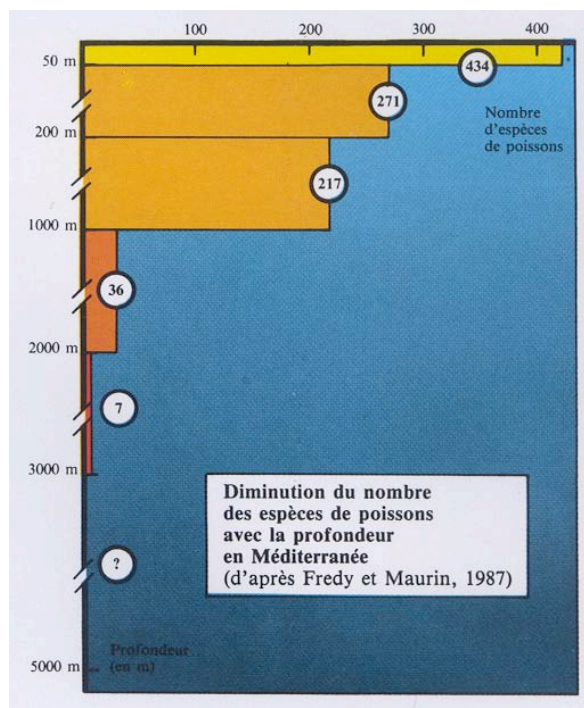 100 200 300 400
50 m
434
271
Nombre
d'espèces
de poissons
200 m
217
1000 m
36
2000 m
7
3000 m
Diminution du nombre
des espèces de poissons
avec la profondeur
en Méditerranée
(d'après Fredy et Maurin, 1987)
?
Profondeur
(en m)
5000 m